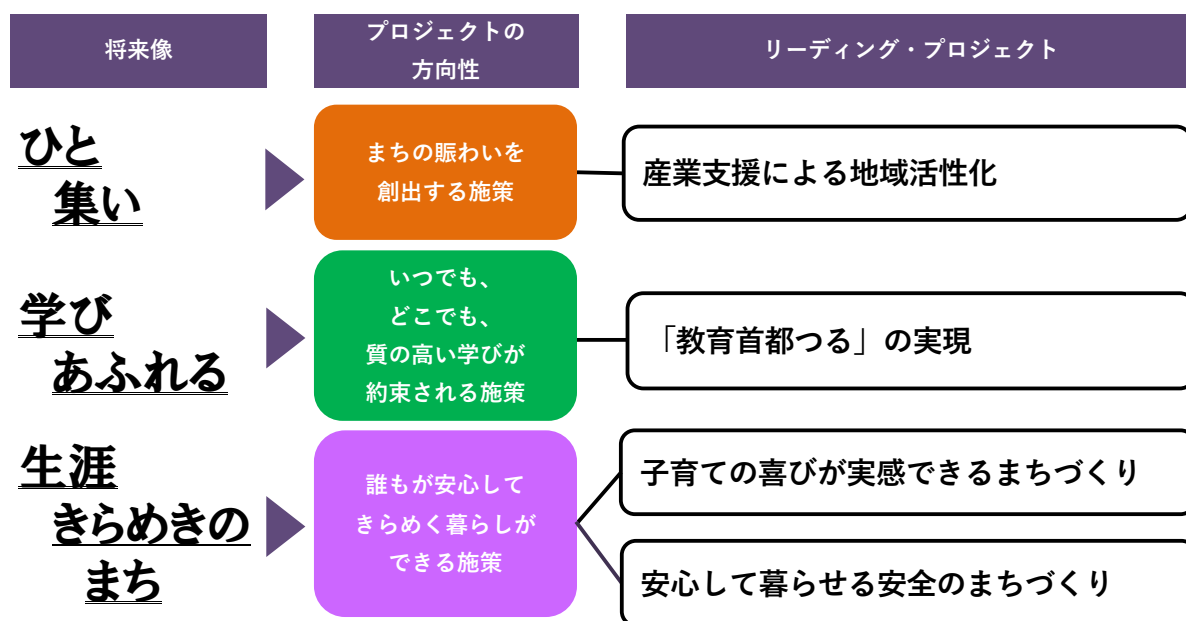 将来像
プロジェクトの
方向性
リーディング・プロジェクト
ひと
集い
まちの賑わいを
創出する施策
産業支援による地域活性化
学び
あふれる
いつでも、
どこでも、
質の高い学びが
約束される施策
「教育首都つる」の実現
生涯
きらめきの
まち
誰もが安心して
きらめく暮らしが
できる施策
子育ての喜びが実感できるまちづくり
安心して暮らせる安全のまちづくり